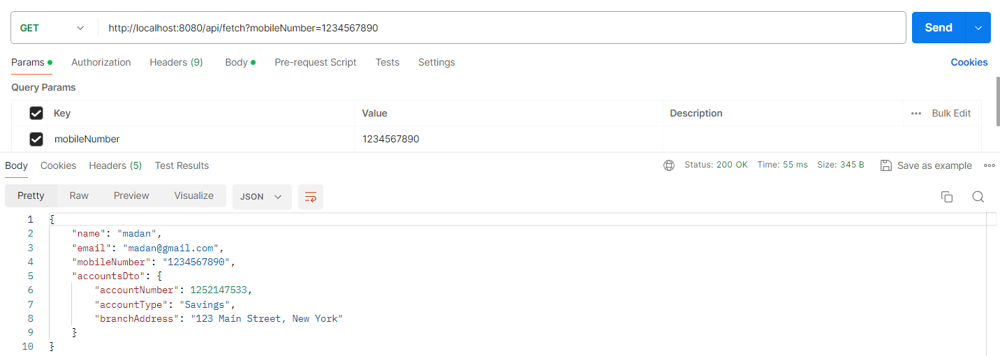 GET http://localhost:8080/api/fetch?mobileNumber=1234567890 Send
Params Authorization Headers (9) Body Pre-request Script Tests Settings Cookies
Query Params
Key Value Description Bulk Edit
mobileNumber 1234567890
Body Cookies Headers (5) Test Results Status: 200 OK Time: 55 ms Size: 345 B Save as example
Pretty Raw Preview Visualize JSON
1 {
2 "name": "madan",
3 "email": "madan@gmail.com",
4 "mobileNumber": "1234567890",
5 "accountsDto": {
6 "accountNumber": 1252147533,
7 "accountType": "Savings",
8 "branchAddress": "123 Main Street, New York"
9 }
10 }